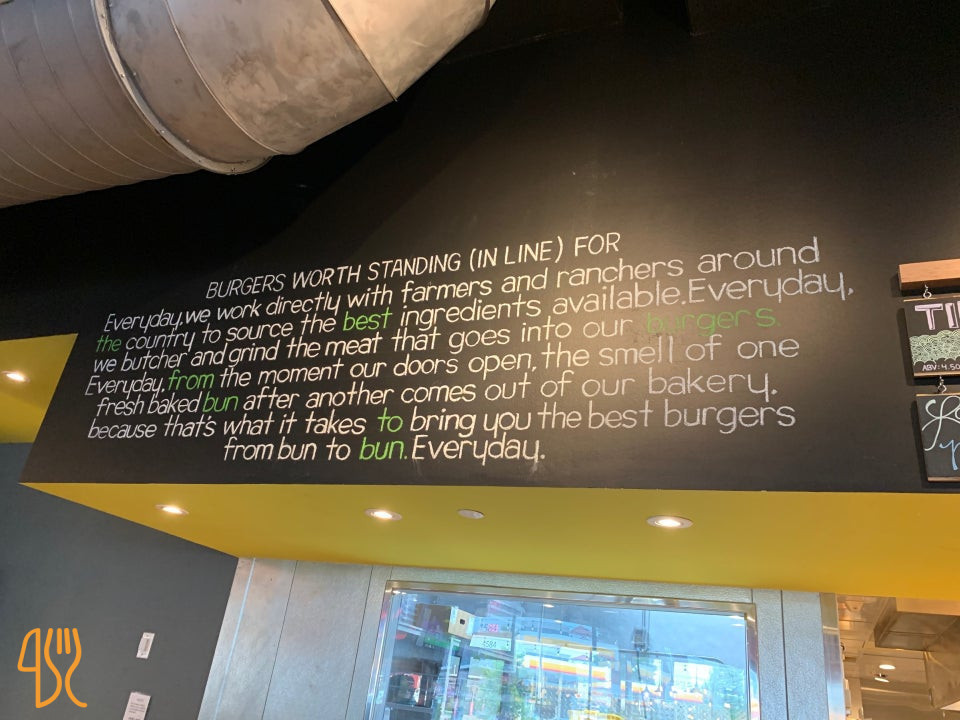 BURGERS WORTH STANDING (IN LINE) FOR
Everyday, we work directly with farmers and ranchers around
the country to source the best ingredients available. Everyday,
we butcher and grind the meat that goes into our burgers.
Everyday, from the moment our doors open, the smell of one
fresh baked bun after another comes out of our bakery.
because that's what it takes to bring you the best burgers
from bun to bun. Everyday.
ABV: 4.50